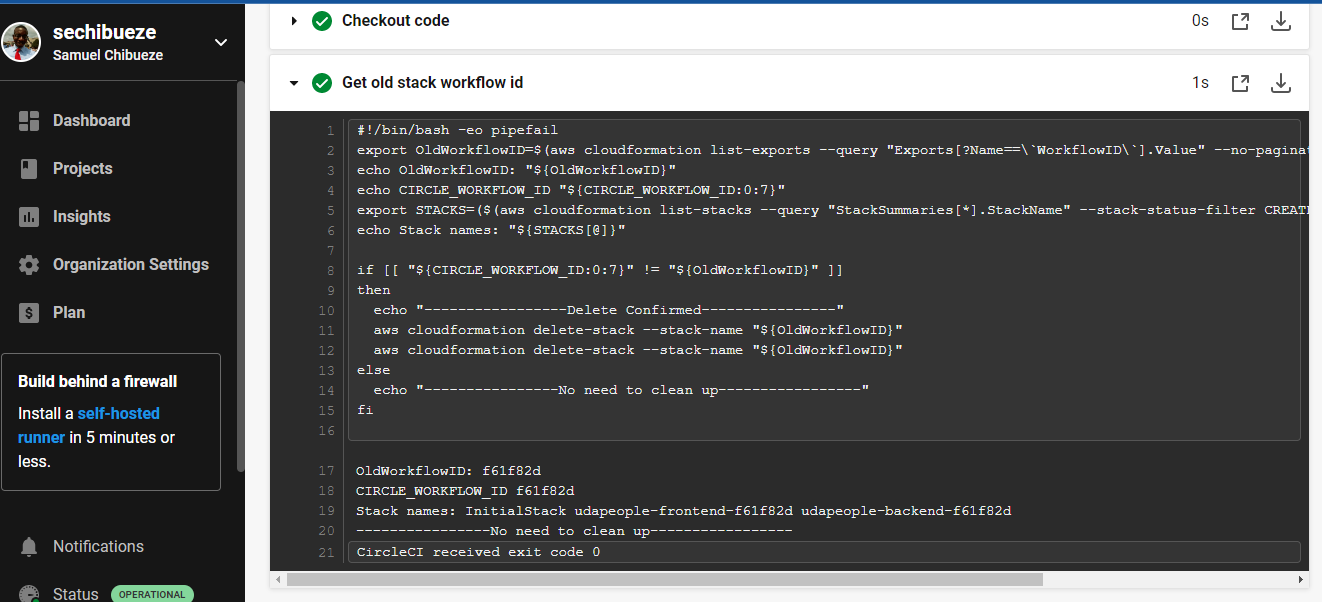 sechibueze
Samuel Chibueze
Dashboard
Projects
Insights
Organization Settings
Plan
Build behind a firewall
Install a self-hosted
runner in 5 minutes or
less.
Notifications
Status OPERATIONAL
Checkout code 0s
Get old stack workflow id 1s
1 #!/bin/bash -eo pipefail
2 export OldWorkflowID=$(aws cloudformation list-exports --query "Exports[?Name==\`WorkflowID\`].Value" --no-pagina
3 echo OldWorkflowID: "${OldWorkflowID}"
4 echo CIRCLE_WORKFLOW_ID "${CIRCLE_WORKFLOW_ID:0:7}"
5 export STACKS=($(aws cloudformation list-stacks --query "StackSummaries[*].StackName" --stack-status-filter CREAT
6 echo Stack names: "${STACKS[@]}"
7
8 if [[ "${CIRCLE_WORKFLOW_ID:0:7}" != "${OldWorkflowID}" ]]
9 then
10   echo "-----------------Delete Confirmed----------------"
11   aws cloudformation delete-stack --stack-name "${OldWorkflowID}"
12   aws cloudformation delete-stack --stack-name "${OldWorkflowID}"
13 else
14   echo "----------------No need to clean up-----------------"
15 fi
16
17 OldWorkflowID: f61f82d
18 CIRCLE_WORKFLOW_ID f61f82d
19 Stack names: InitialStack udapeople-frontend-f61f82d udapeople-backend-f61f82d
20 ----------------No need to clean up-----------------
21 CircleCI received exit code 0